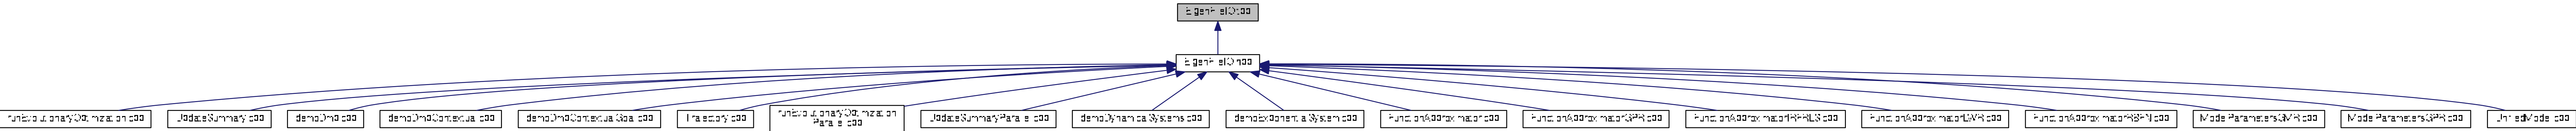 EigenFileIO.tpp
EigenFileIO.hpp
runEvolutionaryOptimization.cpp
UpdateSummary.cpp
demoDmp.cpp
demoDmpContextual.cpp
demoDmpContextualGoal.cpp
Trajectory.cpp
runEvolutionaryOptimization
Parallel.cpp
UpdateSummaryParallel.cpp
demoDynamicalSystems.cpp
demoExponentialSystem.cpp
FunctionApproximator.cpp
FunctionApproximatorGPR.cpp
FunctionApproximatorIRFRLS.cpp
FunctionApproximatorLWR.cpp
FunctionApproximatorRBFN.cpp
ModelParametersGMR.cpp
ModelParametersGPR.cpp
UnifiedModel.cpp